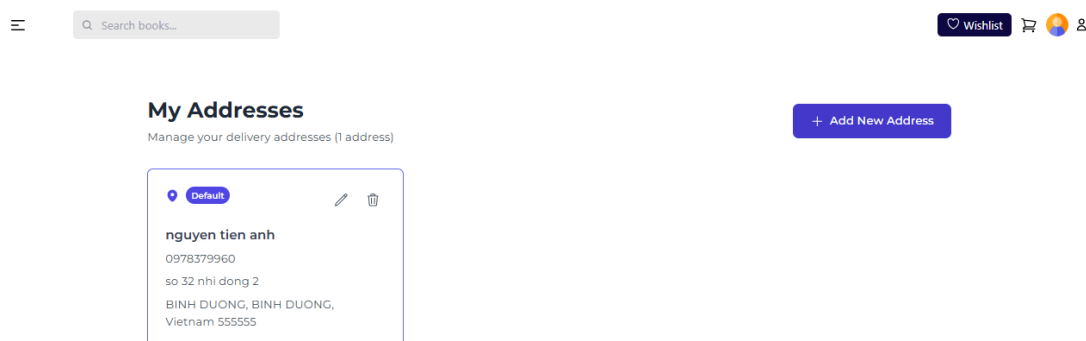 Search books...
Wishlist
My Addresses
+ Add New Address
Manage your delivery addresses (1 address)
Default
nguyen tien anh
0978379960
so 32 nhi dong 2
BINH DUONG, BINH DUONG,
Vietnam 555555